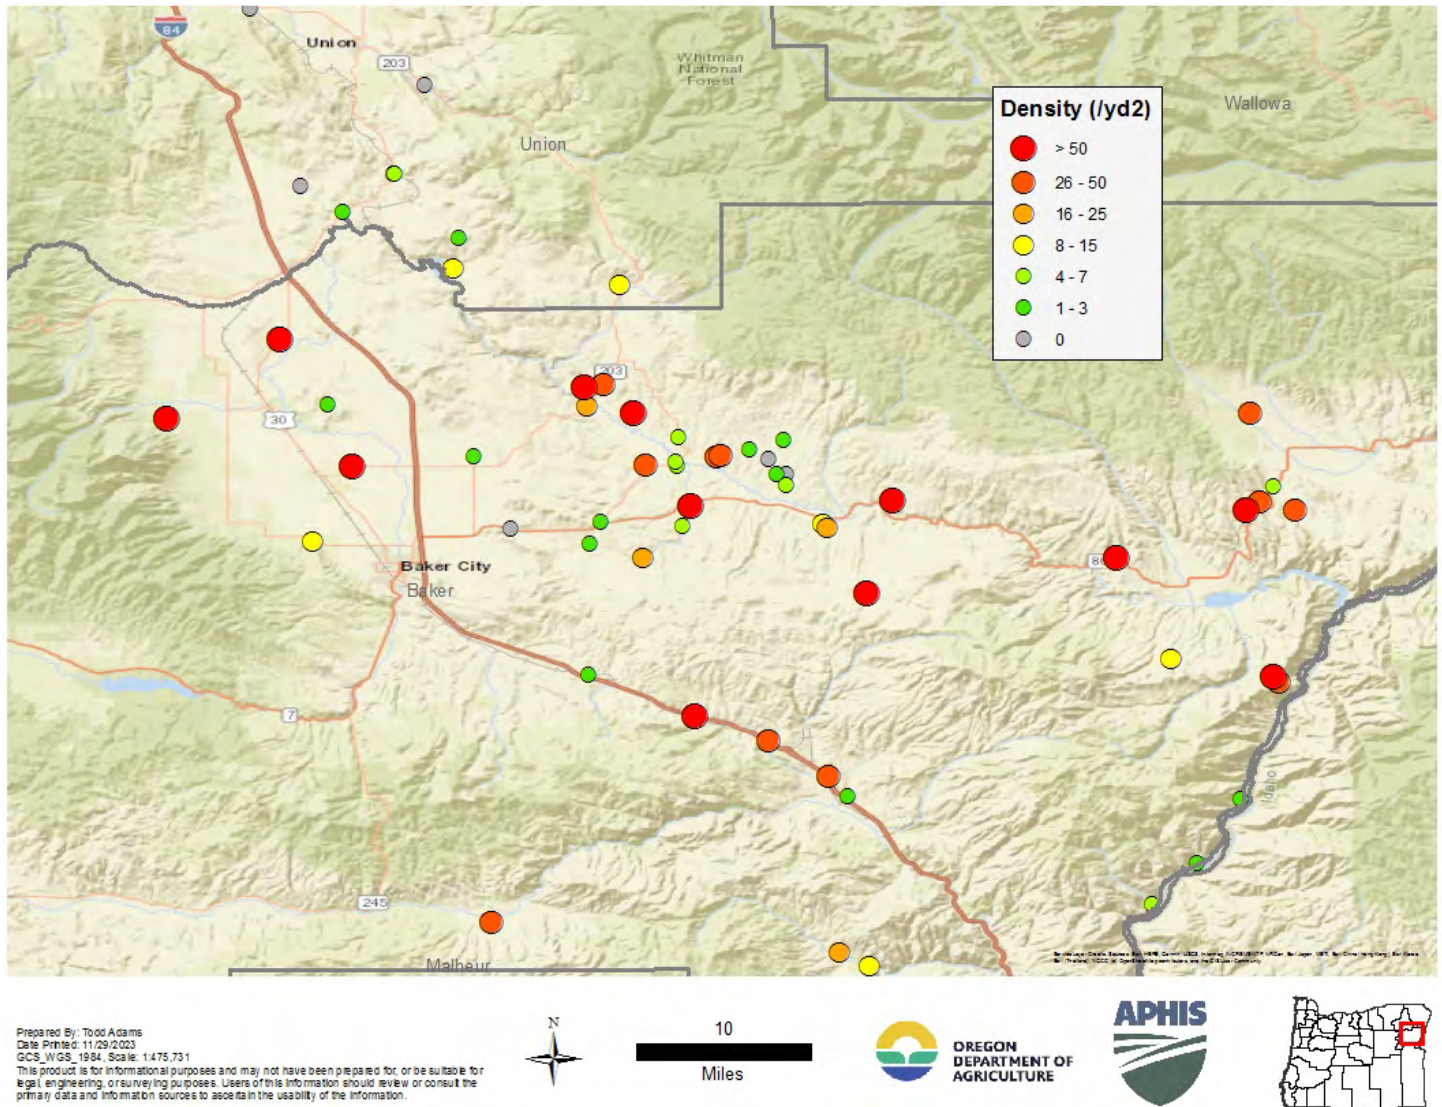 84
Union
203
Whitman
National
Forest
Wallowa
Union
Density (/yd2)
> 50
26 - 50
16 - 25
8 - 15
4 - 7
1 - 3
0
203
30
Baker City
Baker
86
7
Idaho
245
Malheur
Prepared By: Todd Adams
Date Printed: 11/29/2023
GCS_WGS_1984, Scale: 1:475,731
This product is for informational purposes and may not have been prepared for, or be suitable for
legal, engineering, or surveying purposes. Users of this information should review or consult the
primary data and information sources to ascertain the usability of the information.
N
10
Miles
OREGON
DEPARTMENT OF
AGRICULTURE
APHIS